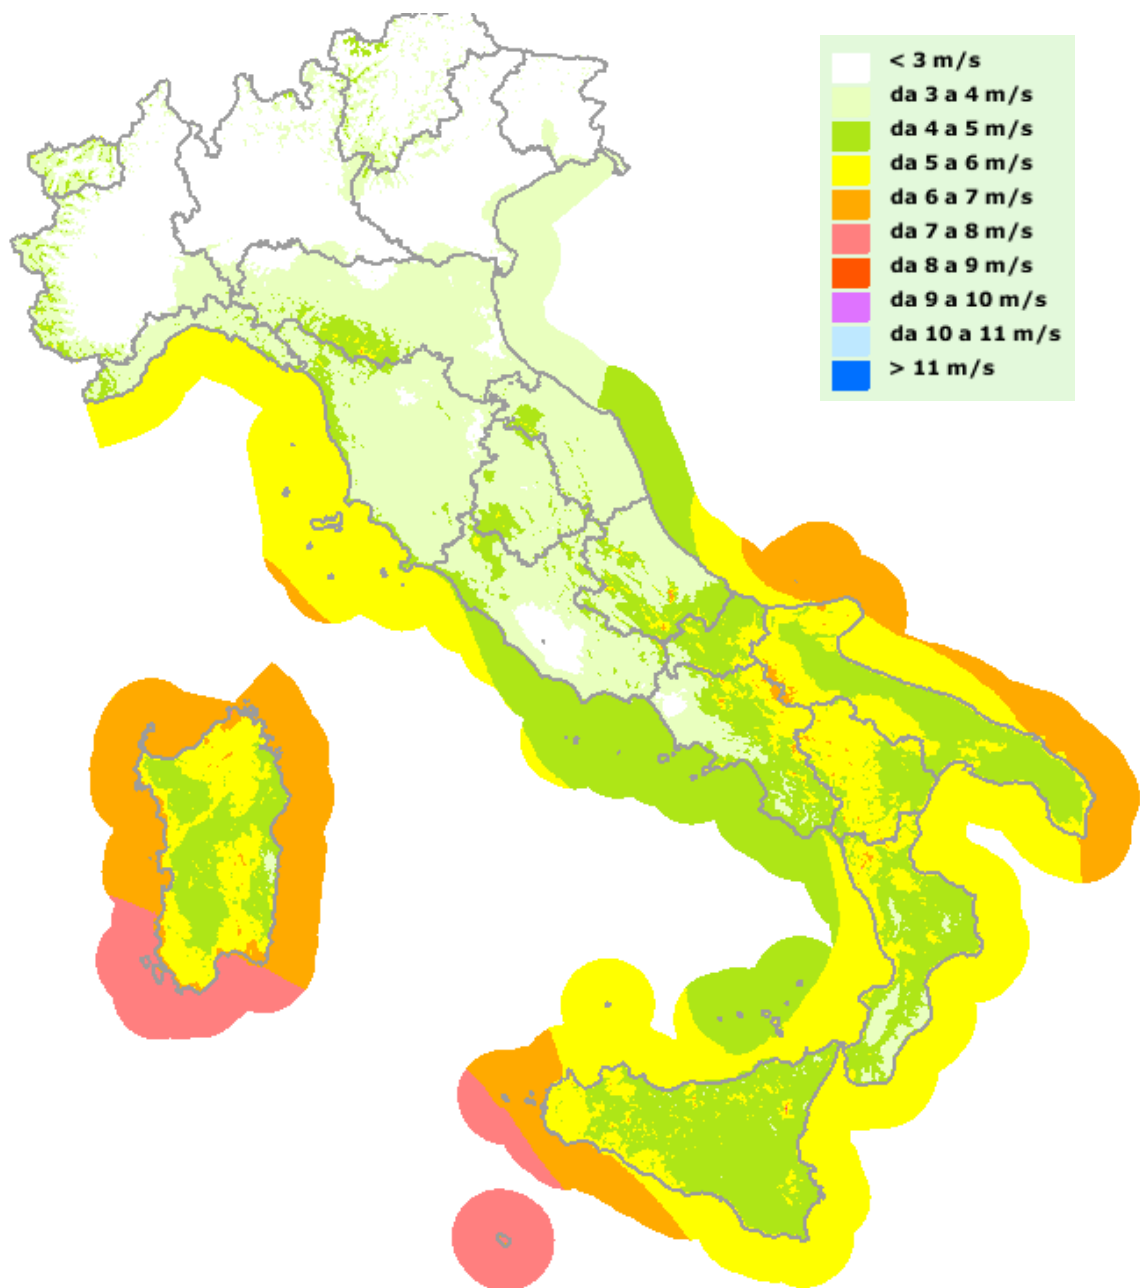 < 3 m/s
da 3 a 4 m/s
da 4 a 5 m/s
da 5 a 6 m/s
da 6 a 7 m/s
da 7 a 8 m/s
da 8 a 9 m/s
da 9 a 10 m/s
da 10 a 11 m/s
> 11 m/s